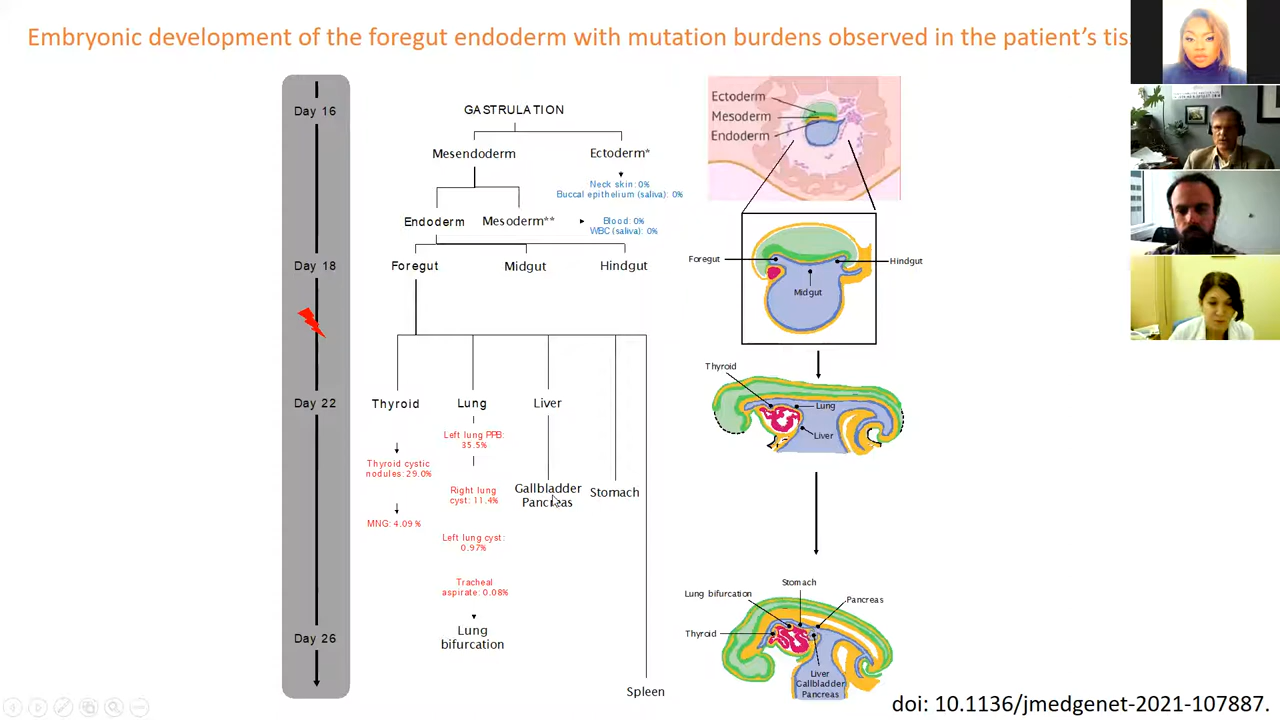 Embryonic development of the foregut endoderm with mutation burdens observed in the patient's tis
Day 16
Day 18
Day 22
Day 26
GASTRULATION
Mesendoderm
Ectoderm*
Neck skin: 0%
Buccal epithelium (saliva): 0%
Endoderm
Mesoderm**
Blood: 0%
WBC (saliva): 0%
Foregut
Midgut
Hindgut
Thyroid
Lung
Liver
Left lung PPB:
35.5%
Thyroid cystic
nodules: 29.0%
Right lung
cyst: 11.4%
Gallbladder
Pancreas
Stomach
MNG: 4.09%
Left lung cyst:
0.97%
Tracheal
aspirate: 0.08%
Lung
bifurcation
Spleen
Ectoderm
Mesoderm
Endoderm
Foregut
Hindgut
Midgut
Thyroid
Lung
Liver
Stomach
Lung bifurcation
Pancreas
Thyroid
Liver
Gallbladder
Pancreas
doi: 10.1136/jmedgenet-2021-107887.